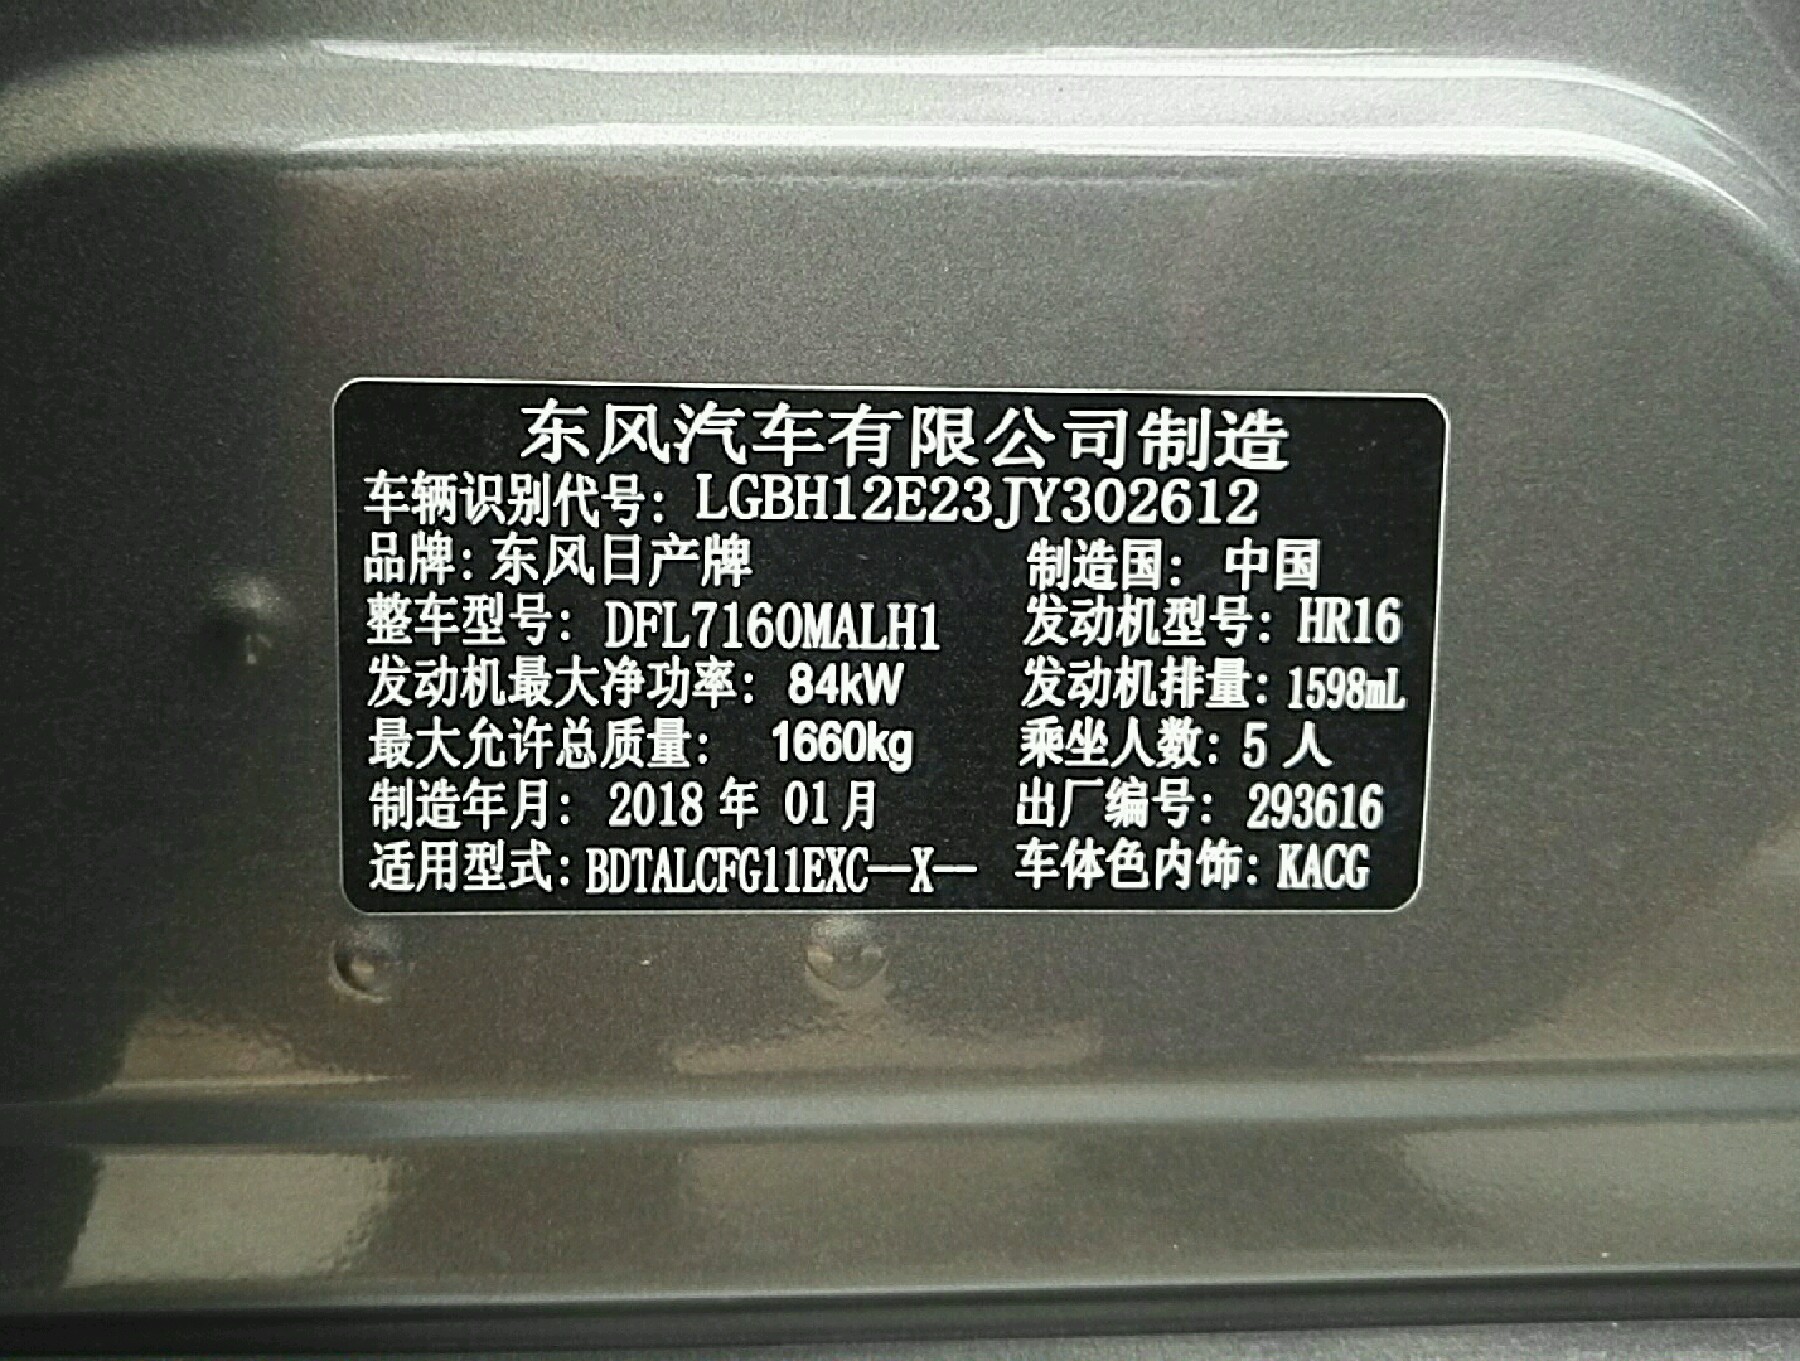 东风汽车有限公司制造
车辆识别代号：LGBH12E23JY302612
品牌：东风日产牌 制造国：中国
整车型号：DFL7160MALH1 发动机型号：HR16
发动机最大净功率：84kW 发动机排量：1598mL
最大允许总质量：1660kg 乘坐人数：5 人
制造年月：2018 年 01月 出厂编号：293616
适用型式：BDTALCFG11EXC--X-- 车体色内饰：KACG